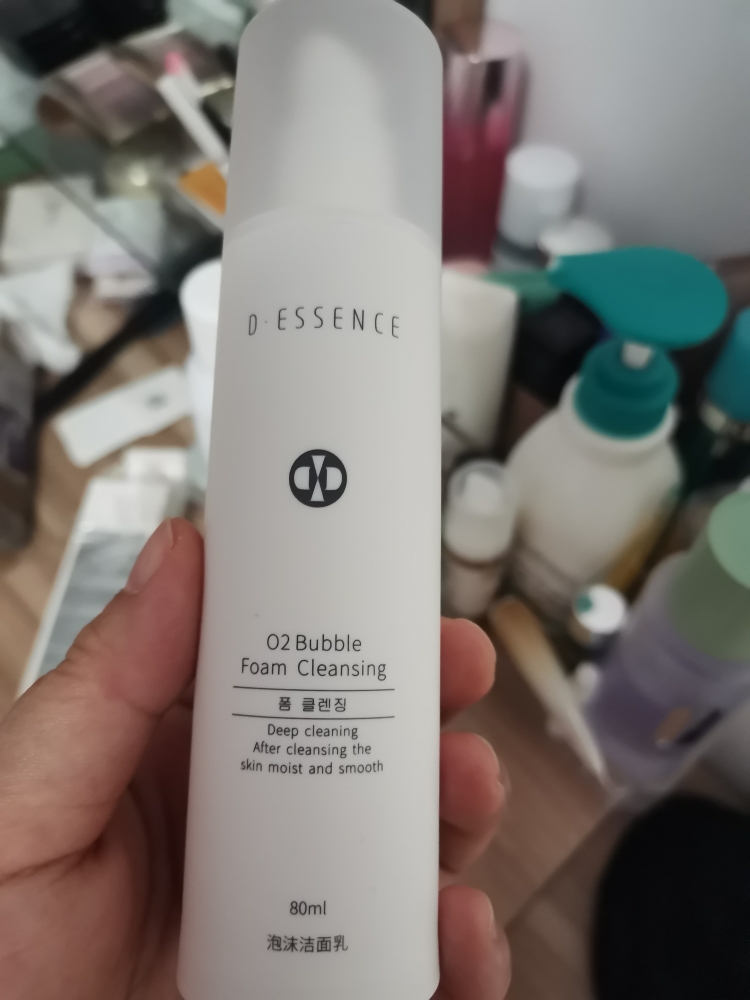 D·ESSENCE
O2 Bubble
Foam Cleansing
폼 클렌징
Deep cleaning
After cleansing the
skin moist and smooth
80ml
泡沫洁面乳